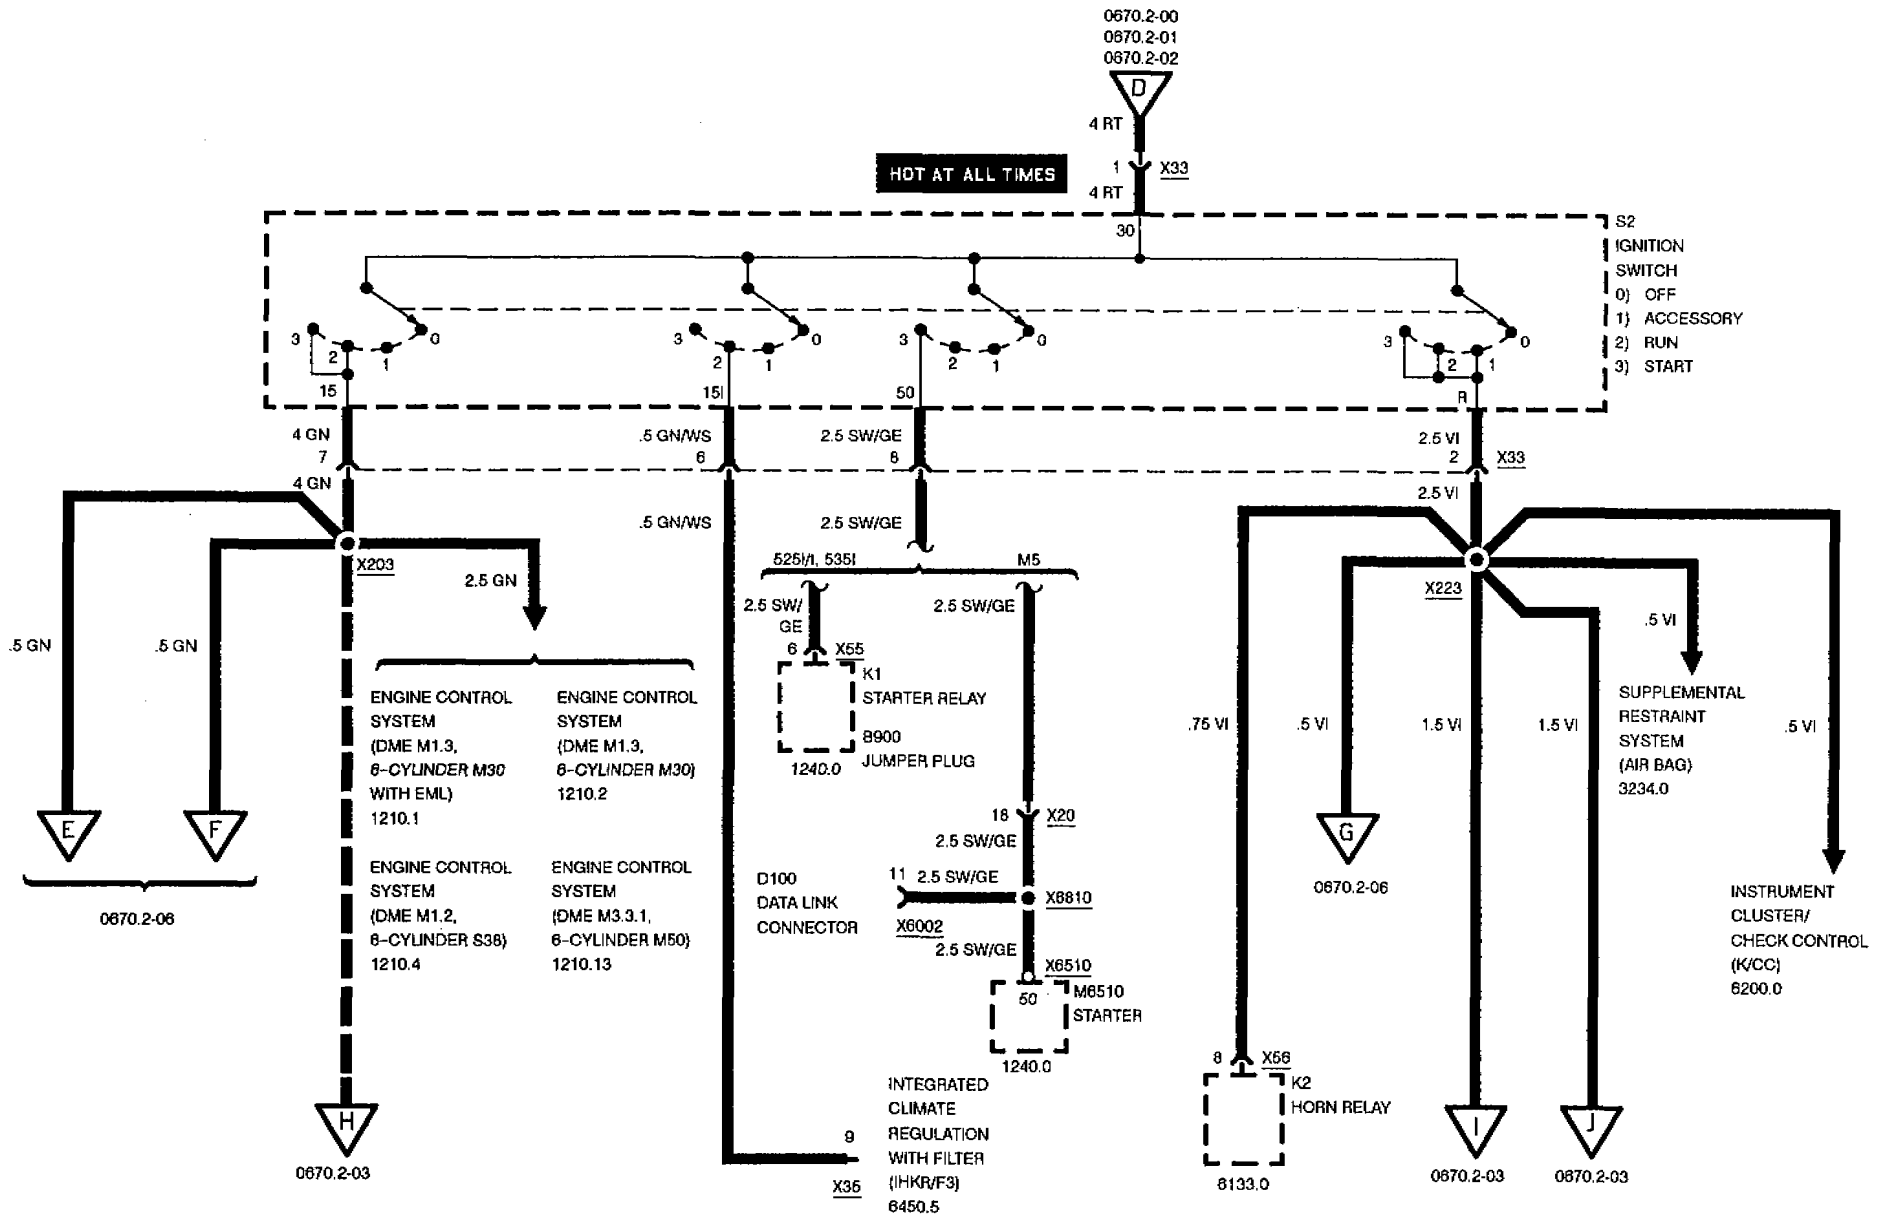 0670.2-00
0670.2-01
0670.2-02
D
4 RT
1 X33
4 RT
HOT AT ALL TIMES
30
S2
IGNITION
SWITCH
0) OFF
1) ACCESSORY
2) RUN
3) START
3 2 1 0
3 2 1 0
3 2 1 0
3 2 1 0
15
15I
50
R
4 GN
7
4 GN
.5 GN/WS
6
.5 GN/WS
2.5 SW/GE
8
2.5 SW/GE
2.5 VI
2 X33
2.5 VI
X203
2.5 GN
.5 GN
.5 GN
E
F
0670.2-06
ENGINE CONTROL
SYSTEM
(DME M1.3,
6-CYLINDER M30
WITH EML)
1210.1
ENGINE CONTROL
SYSTEM
(DME M1.3,
6-CYLINDER M30)
1210.2
ENGINE CONTROL
SYSTEM
(DME M1.2,
6-CYLINDER S38)
1210.4
ENGINE CONTROL
SYSTEM
(DME M3.3.1,
6-CYLINDER M50)
1210.13
H
0670.2-03
525I/I, 535I
M5
2.5 SW/
GE
6 X55
K1
STARTER RELAY
B900
JUMPER PLUG
1240.0
2.5 SW/GE
18 X20
2.5 SW/GE
D100
DATA LINK
CONNECTOR
11 2.5 SW/GE
X6002
X6810
2.5 SW/GE
X6510
50
M6510
STARTER
1240.0
9
X35
INTEGRATED
CLIMATE
REGULATION
WITH FILTER
(IHKR/F3)
6450.5
X223
.75 VI
.5 VI
1.5 VI
1.5 VI
.5 VI
.5 VI
G
0670.2-06
SUPPLEMENTAL
RESTRAINT
SYSTEM
(AIR BAG)
3234.0
INSTRUMENT
CLUSTER/
CHECK CONTROL
(K/CC)
6200.0
8 X56
K2
HORN RELAY
6133.0
I
0670.2-03
J
0670.2-03